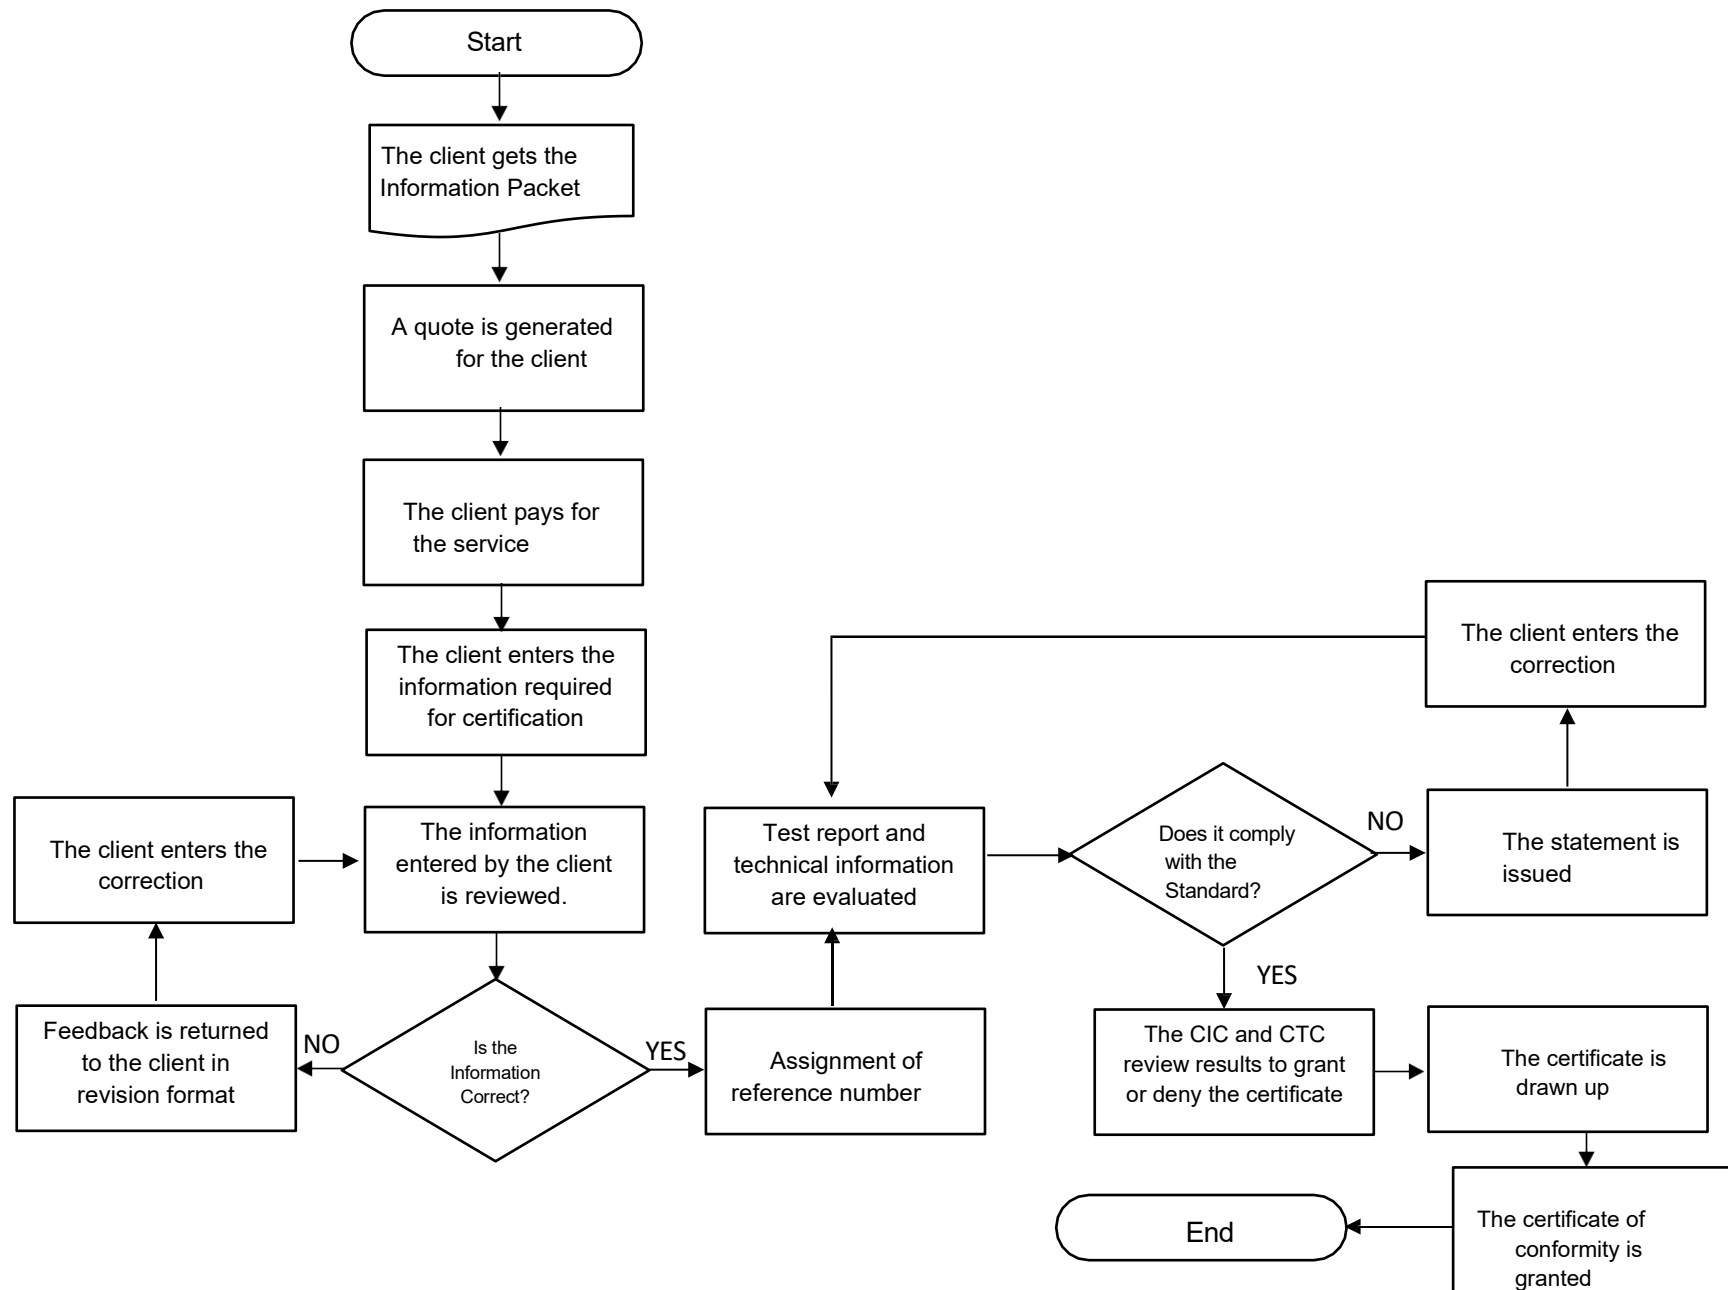 Start
The client gets the
Information Packet
A quote is generated
for the client
The client pays for
the service
The client enters the
information required
for certification
The client enters the
correction
The information
entered by the client
is reviewed.
Feedback is returned
to the client in
revision format
NO
Is the
Information
Correct?
YES
Assignment of
reference number
Test report and
technical information
are evaluated
Does it comply
with the
Standard?
NO
The statement is
issued
The client enters the
correction
YES
The CIC and CTC
review results to grant
or deny the certificate
The certificate is
drawn up
The certificate of
conformity is
granted
End